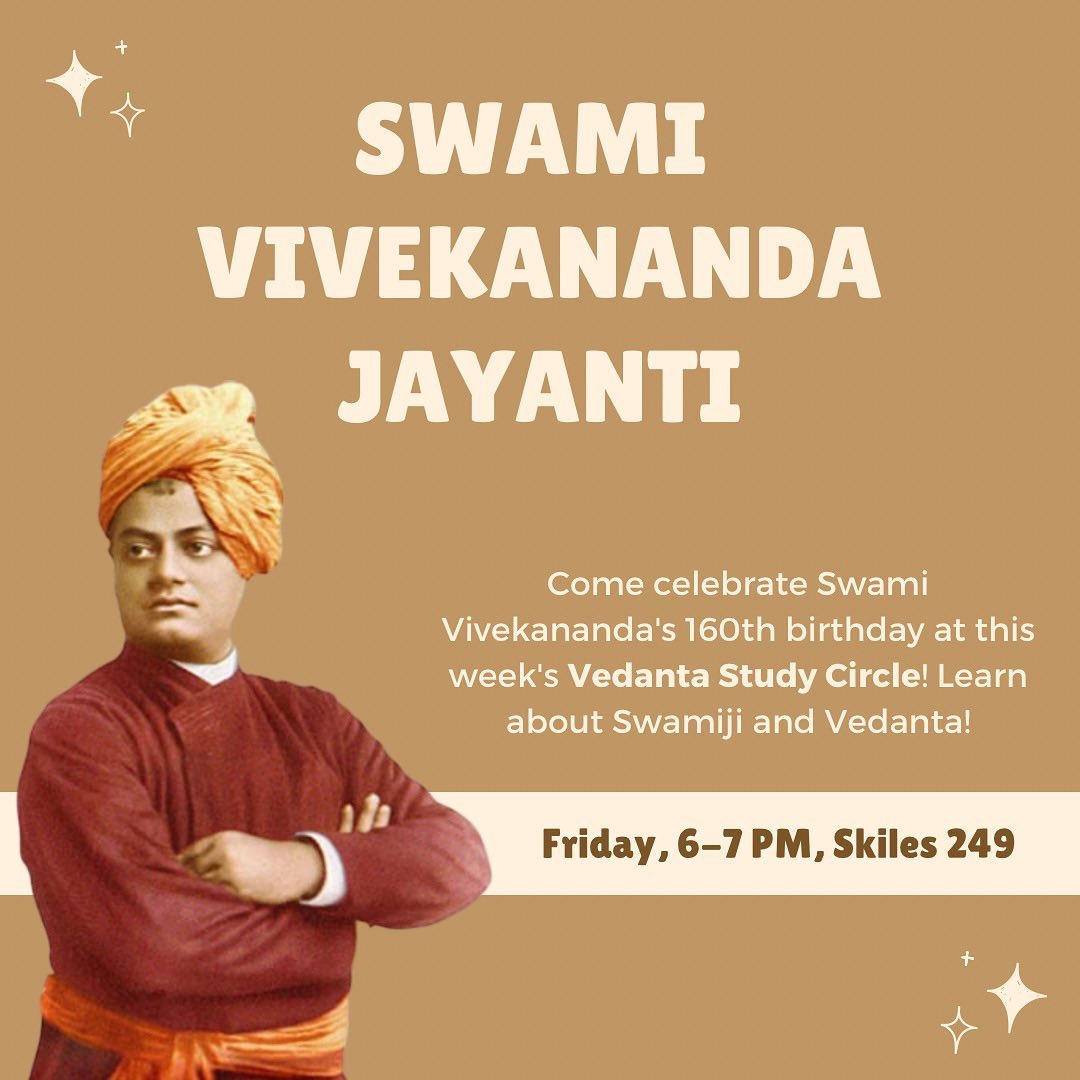 SWAMI
VIVEKANANDA
JAYANTI
Come celebrate Swami
Vivekananda's 160th birthday at this
week's Vedanta Study Circle! Learn
about Swamiji and Vedanta!
Friday, 6–7 PM, Skiles 249